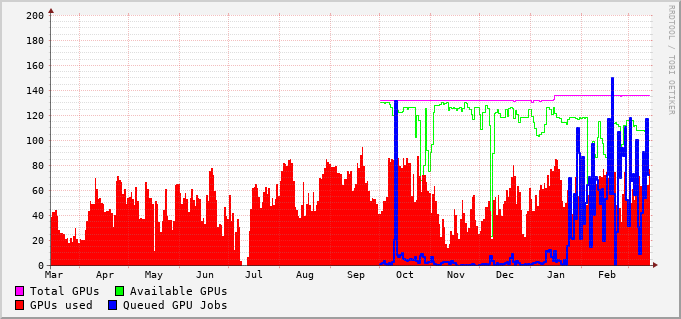 200
180
160
140
120
100
80
60
40
20
0
Mar Apr May Jun Jul Aug Sep Oct Nov Dec Jan Feb
Total GPUs Available GPUs
GPUs used Queued GPU Jobs
RRDTOOL / TOBI OETIKER